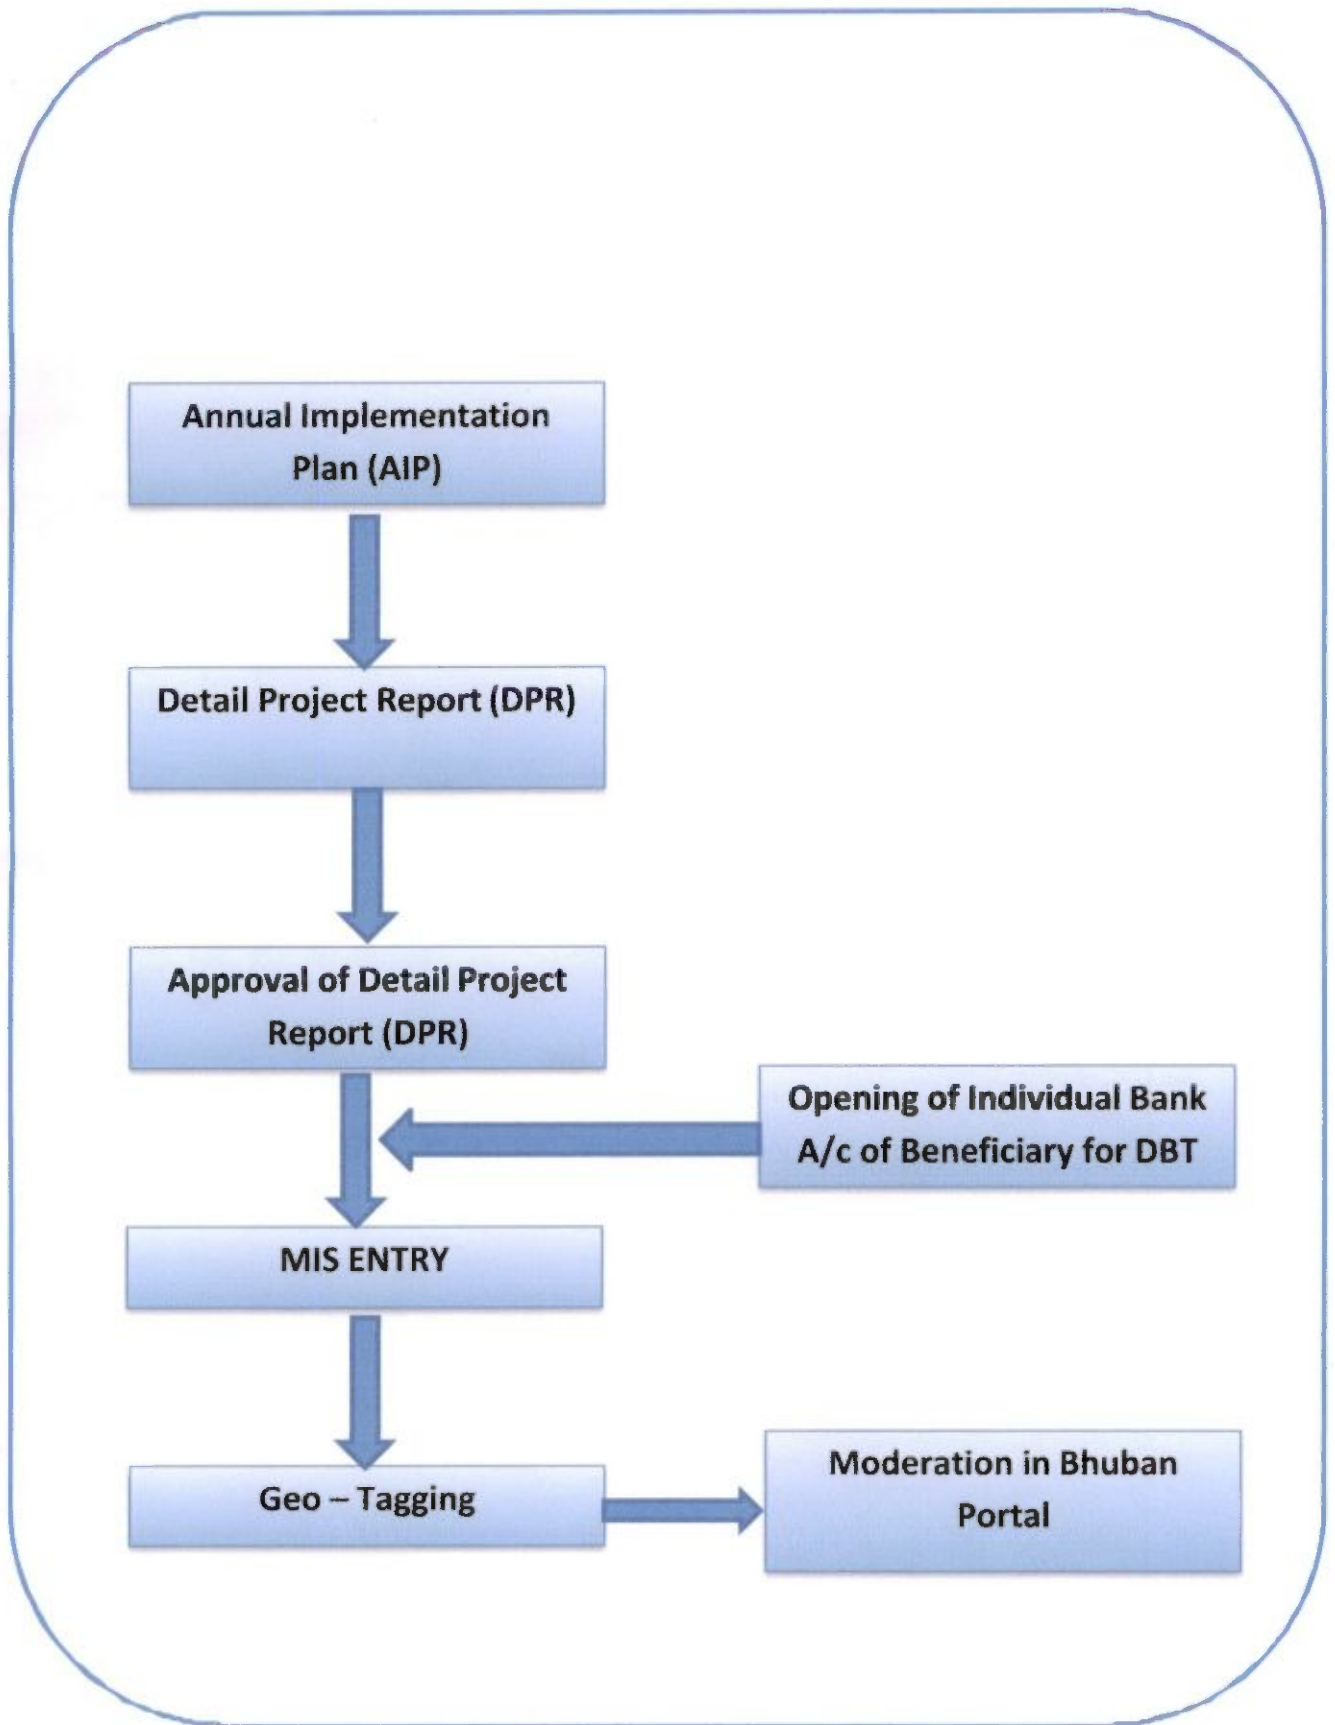 Annual Implementation
Plan (AIP)
Detail Project Report (DPR)
Approval of Detail Project
Report (DPR)
Opening of Individual Bank
A/c of Beneficiary for DBT
MIS ENTRY
Geo – Tagging
Moderation in Bhuban
Portal